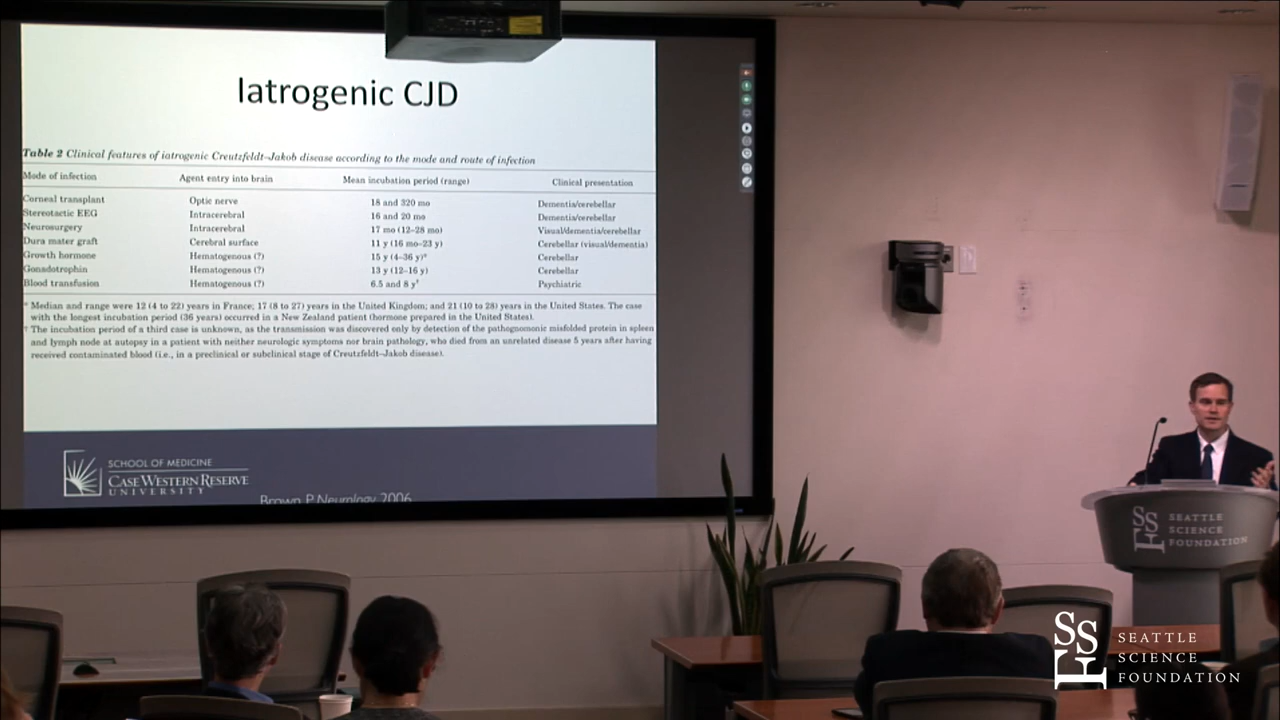 Iatrogenic CJD
Table 2 Clinical features of iatrogenic Creutzfeldt–Jakob disease according to the mode and route of infection
Mode of infection Agent entry into brain Mean incubation period (range) Clinical presentation
Corneal transplant Optic nerve 18 and 320 mo Dementia/cerebellar
Stereotactic EEG Intracerebral 16 and 20 mo Dementia/cerebellar
Neurosurgery Intracerebral 17 mo (12–28 mo) Visual/dementia/cerebellar
Dura mater graft Cerebral surface 11 y (16 mo–23 y) Cerebellar (visual/dementia)
Growth hormone Hematogenous (?) 15 y (4–36 y)* Cerebellar
Gonadotrophin Hematogenous (?) 13 y (12–16 y) Cerebellar
Blood transfusion Hematogenous (?) 6.5 and 8 y† Psychiatric
* Median and range were 12 (4 to 22) years in France; 17 (8 to 27) years in the United Kingdom; and 21 (10 to 28) years in the United States. The case
with the longest incubation period (36 years) occurred in a New Zealand patient (hormone prepared in the United States).
† The incubation period of a third case is unknown, as the transmission was discovered only by detection of the pathognomonic misfolded protein in spleen
and lymph node at autopsy in a patient with neither neurologic symptoms nor brain pathology, who died from an unrelated disease 5 years after having
received contaminated blood (i.e., in a preclinical or subclinical stage of Creutzfeldt–Jakob disease).
SCHOOL OF MEDICINE
CASE WESTERN RESERVE
UNIVERSITY
Brown P Neurology 2006
SSF
SEATTLE
SCIENCE
FOUNDATION
SSF
SEATTLE
SCIENCE
FOUNDATION